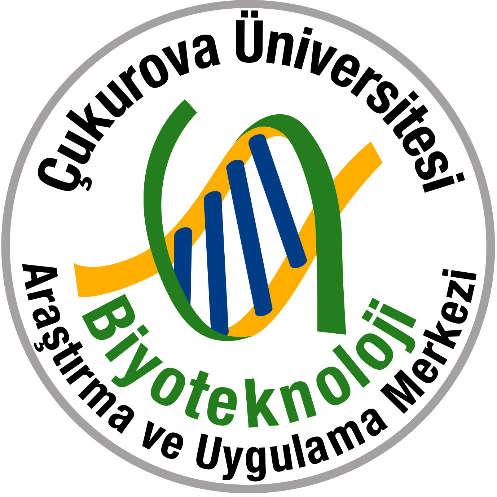 Çukurova Üniversitesi
Biyoteknoloji
Araştırma ve Uygulama Merkezi